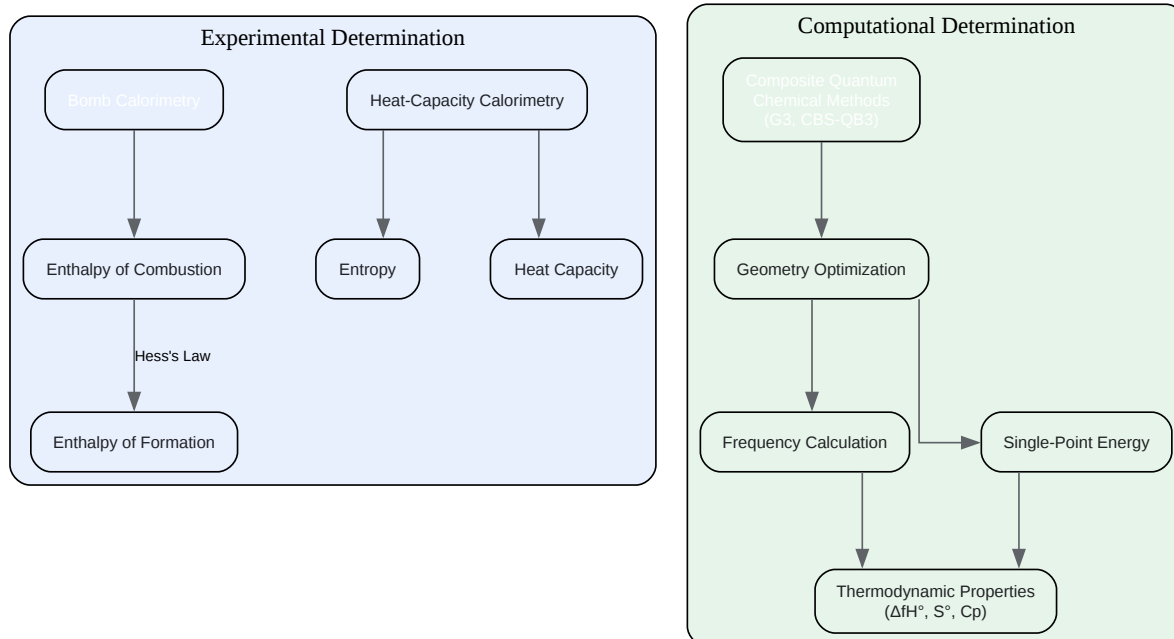 Experimental Determination
Bomb Calorimetry
Heat-Capacity Calorimetry
Enthalpy of Combustion
Entropy
Heat Capacity
Hess's Law
Enthalpy of Formation
Computational Determination
Composite Quantum
Chemical Methods
(G3, CBS-QB3)
Geometry Optimization
Frequency Calculation
Single-Point Energy
Thermodynamic Properties
(ΔfH°, S°, Cp)